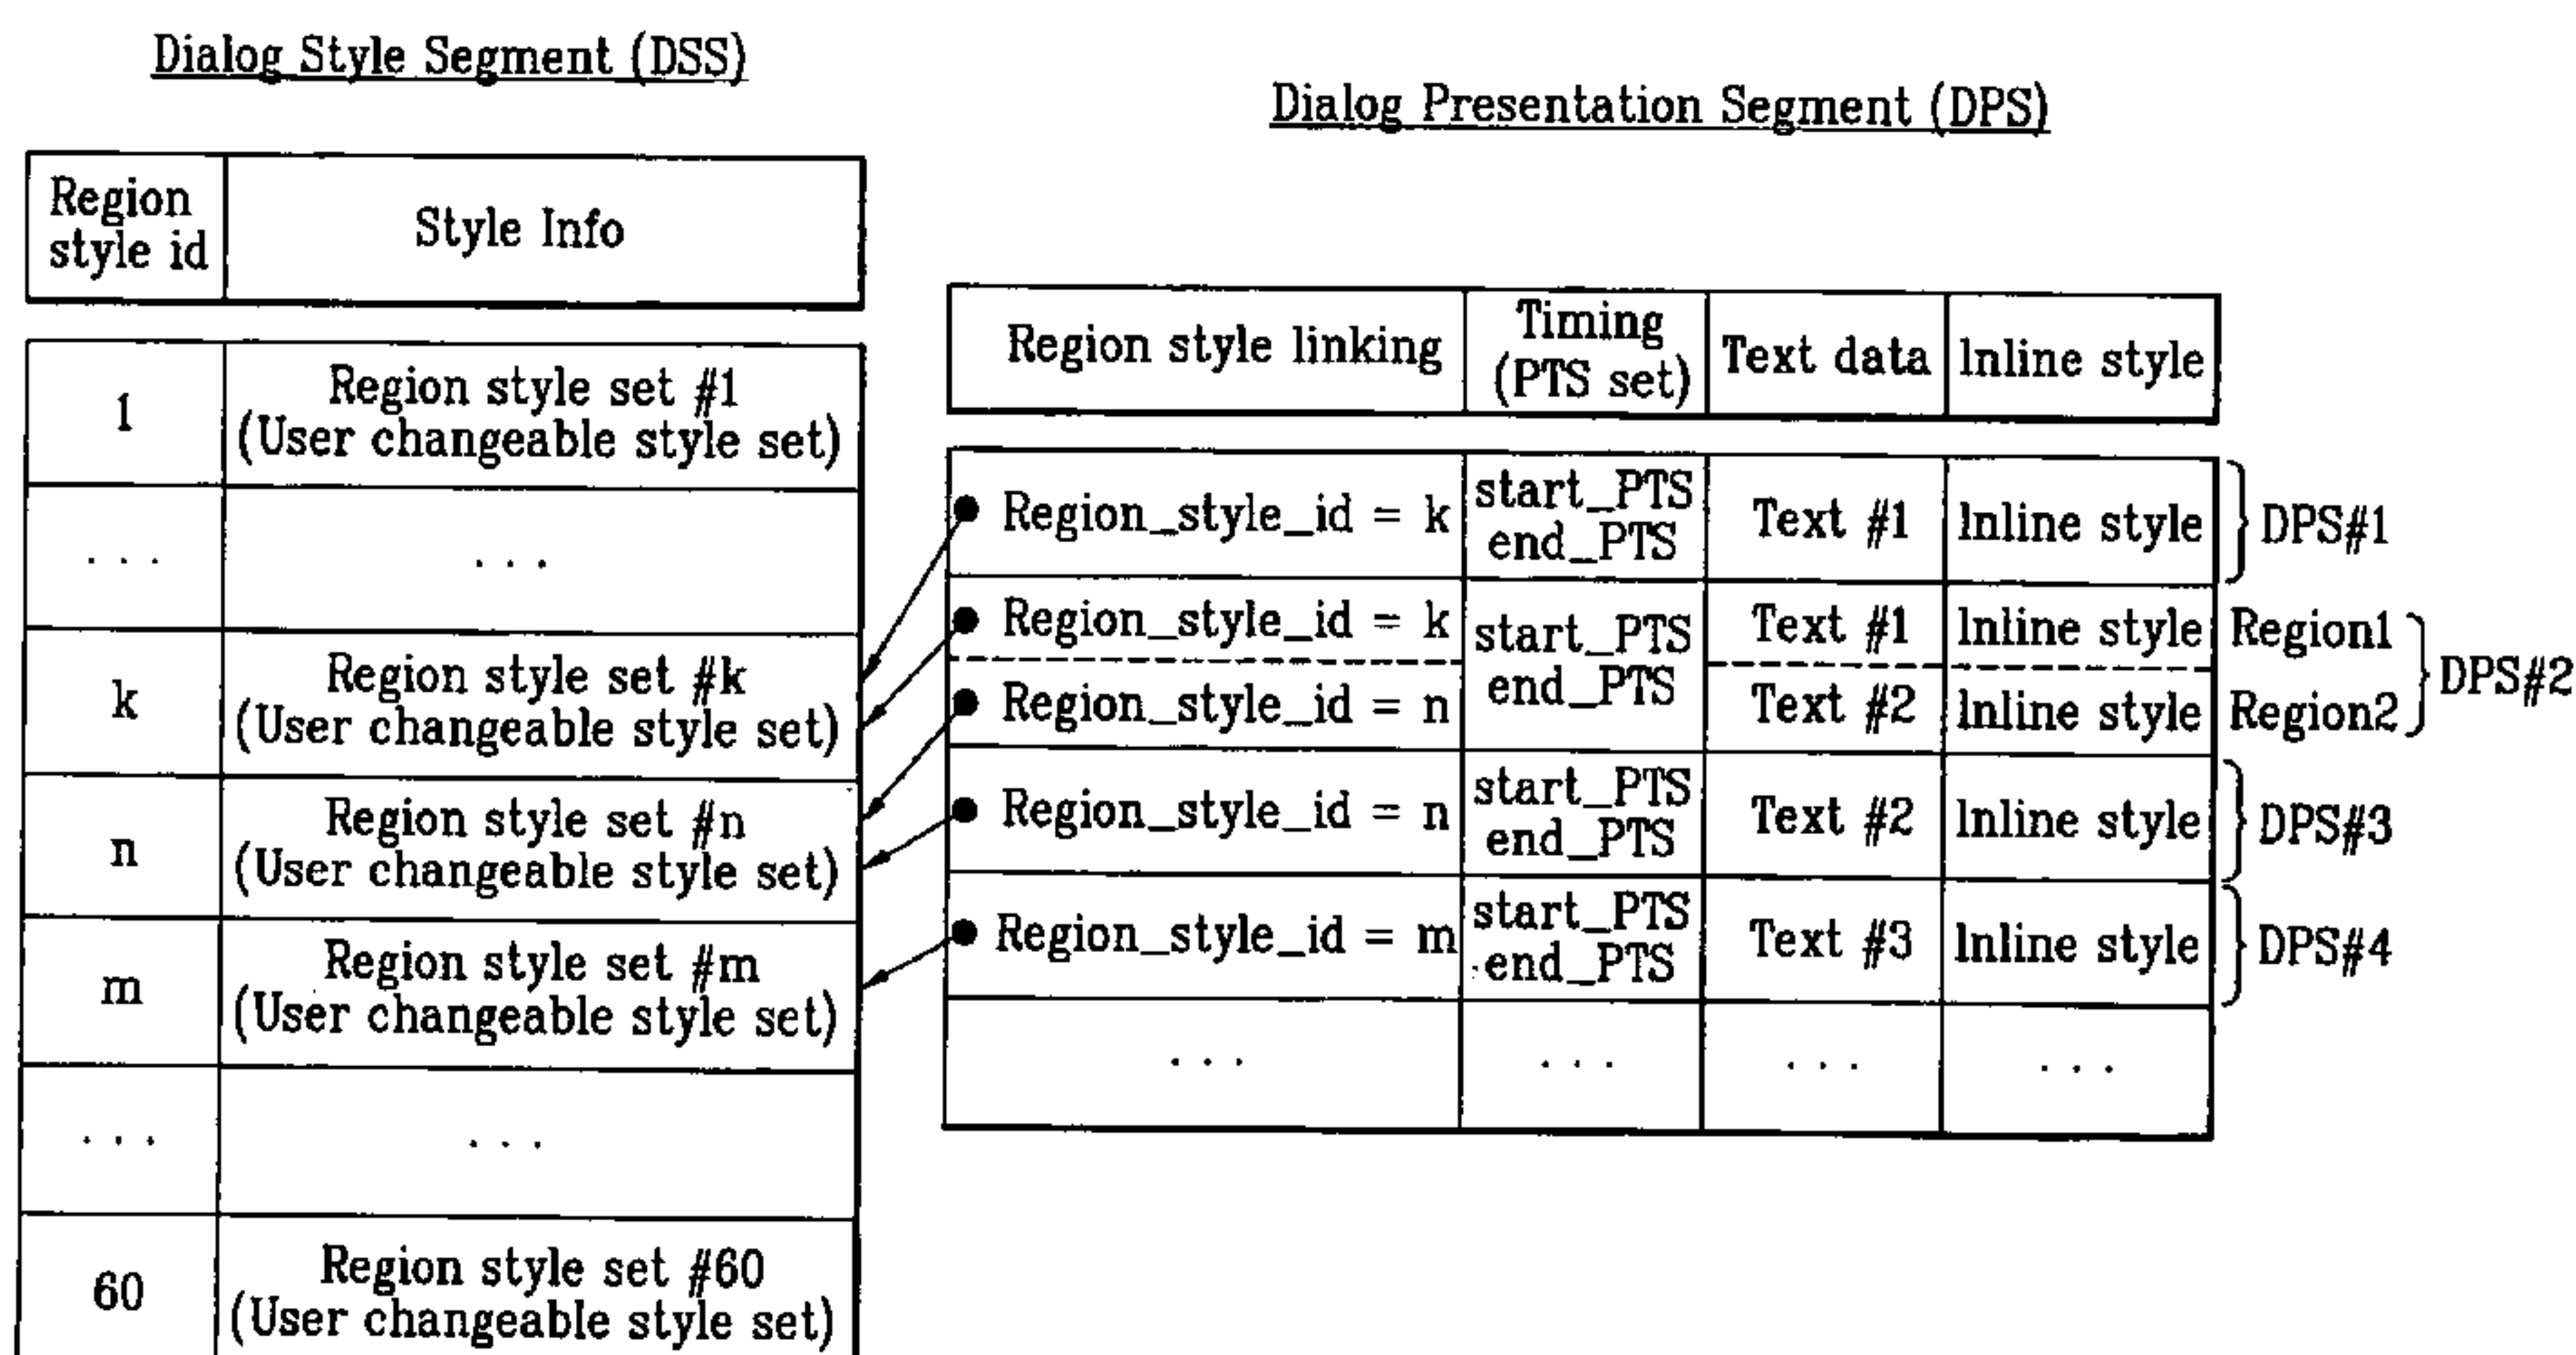 Dialog Style Segment (DSS)
Region
style id
Style Info
1
Region style set #1
(User changeable style set)
. . .
. . .
k
Region style set #k
(User changeable style set)
n
Region style set #n
(User changeable style set)
m
Region style set #m
(User changeable style set)
. . .
. . .
60
Region style set #60
(User changeable style set)
Dialog Presentation Segment (DPS)
Region style linking
Timing
(PTS set)
Text data
Inline style
Region_style_id = k
start_PTS
end_PTS
Text #1
Inline style
DPS#1
Region_style_id = k
start_PTS
end_PTS
Text #1
Inline style
Region1
Region_style_id = n
Text #2
Inline style
Region2
DPS#2
Region_style_id = n
start_PTS
end_PTS
Text #2
Inline style
DPS#3
Region_style_id = m
start_PTS
end_PTS
Text #3
Inline style
DPS#4
. . .
. . .
. . .
. . .